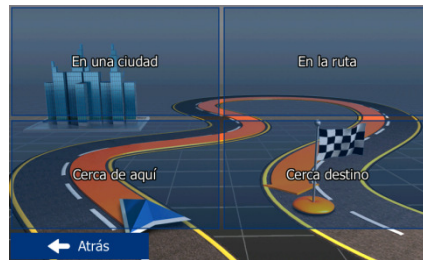 En una ciudad
En la ruta
Cerca de aquí
Cerca destino
Atrás